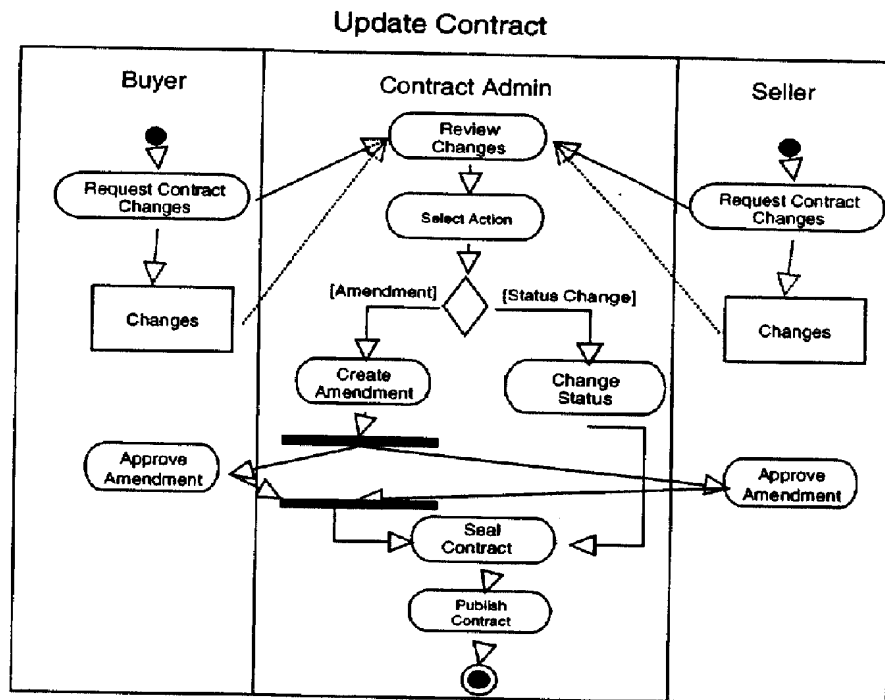 Update Contract
Buyer
Contract Admin
Seller
Review
Changes
Request Contract
Changes
Select Action
Request Contract
Changes
[Amendment]
[Status Change]
Changes
Changes
Create
Amendment
Change
Status
Approve
Amendment
Approve
Amendment
Seal
Contract
Publish
Contract